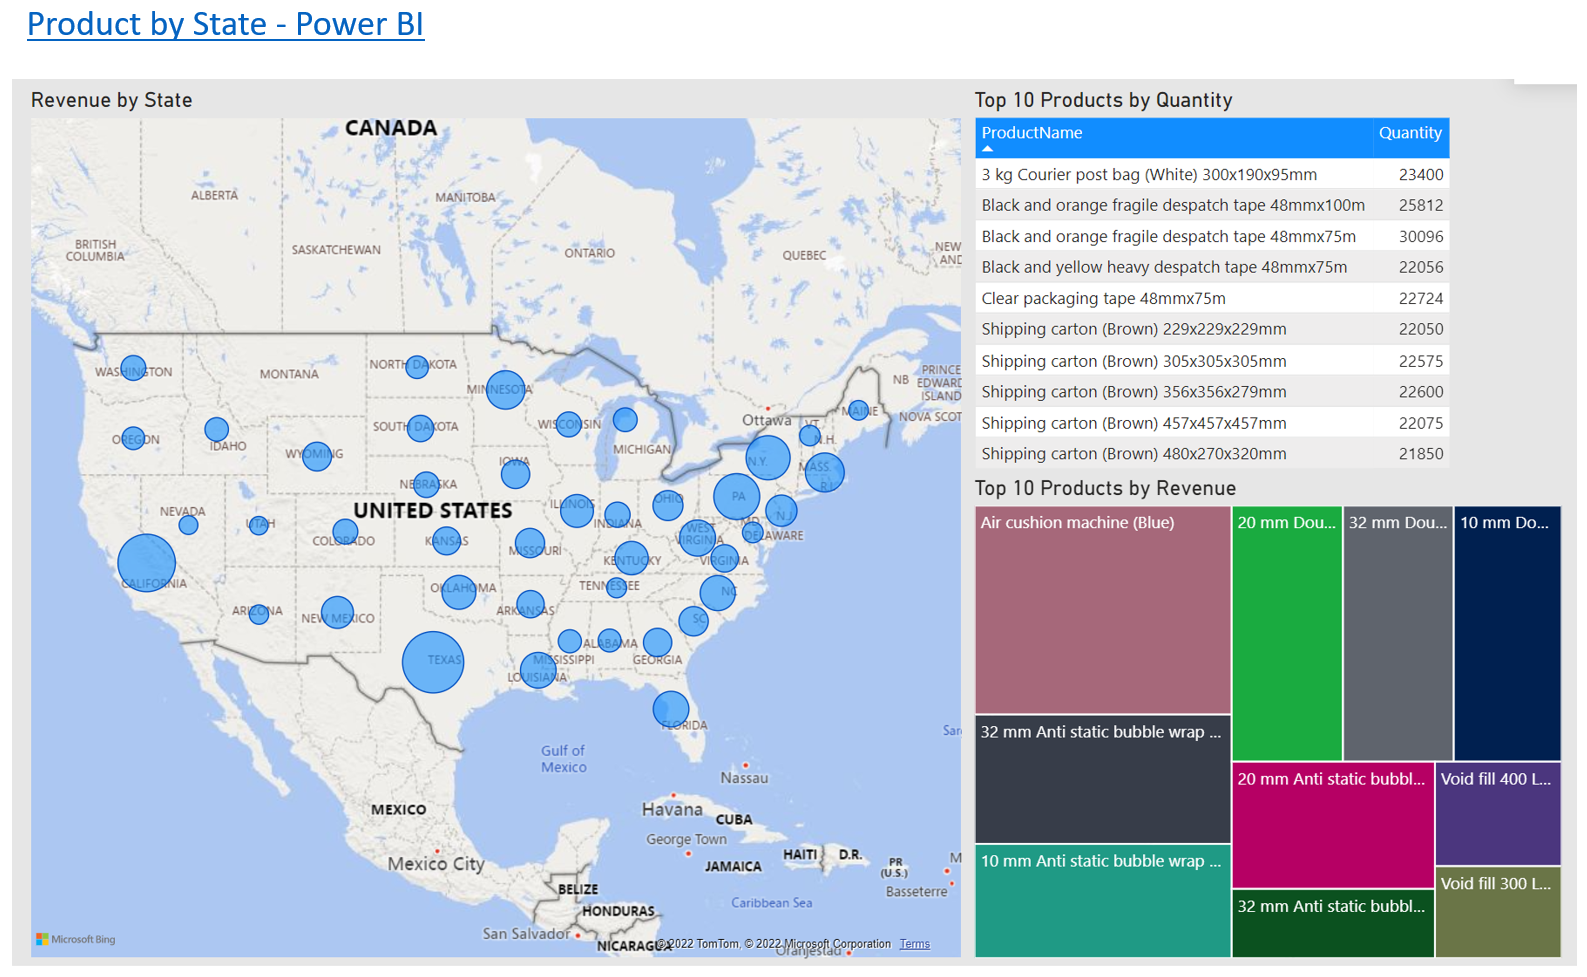 Product by State - Power BI
Revenue by State
CANADA
ALBERTA
MANITOBA
BRITISH
COLUMBIA
SASKATCHEWAN
ONTARIO
QUEBEC
NEW
AND
WASHINGTON
MONTANA
NORTH DAKOTA
MINNESOTA
NB
PRINCE
EDWARD
ISLAND
NOVA SCOT
MAINE
Ottawa
VT.
N.H.
OREGON
IDAHO
SOUTH DAKOTA
WISCONSIN
MICHIGAN
WYOMING
IOWA
N.Y.
MASS.
R.I.
NEBRASKA
NEVADA
UTAH
UNITED STATES
ILLINOIS
INDIANA
OHIO
PA
N.J.
COLORADO
KANSAS
MISSOURI
WEST
VIRGINIA
MD
DELAWARE
CALIFORNIA
KENTUCKY
VIRGINIA
OKLAHOMA
TENNESSEE
NC
ARIZONA
NEW MEXICO
ARKANSAS
SC
TEXAS
MISSISSIPPI
ALABAMA
GEORGIA
LOUISIANA
FLORIDA
Gulf of
Mexico
Sar
Nassau
MEXICO
Havana
CUBA
George Town
Mexico City
JAMAICA
HAITI
D.R.
PR
(U.S.)
M
Basseterre
BELIZE
Caribbean Sea
HONDURAS
San Salvador
NICARAGUA
Oranjestad
Microsoft Bing
© 2022 TomTom, © 2022 Microsoft Corporation Terms
Top 10 Products by Quantity
ProductName Quantity
3 kg Courier post bag (White) 300x190x95mm 23400
Black and orange fragile despatch tape 48mmx100m 25812
Black and orange fragile despatch tape 48mmx75m 30096
Black and yellow heavy despatch tape 48mmx75m 22056
Clear packaging tape 48mmx75m 22724
Shipping carton (Brown) 229x229x229mm 22050
Shipping carton (Brown) 305x305x305mm 22575
Shipping carton (Brown) 356x356x279mm 22600
Shipping carton (Brown) 457x457x457mm 22075
Shipping carton (Brown) 480x270x320mm 21850
Top 10 Products by Revenue
Air cushion machine (Blue)
20 mm Dou...
32 mm Dou...
10 mm Do...
32 mm Anti static bubble wrap ...
20 mm Anti static bubbl...
Void fill 400 L...
10 mm Anti static bubble wrap ...
Void fill 300 L...
32 mm Anti static bubbl...